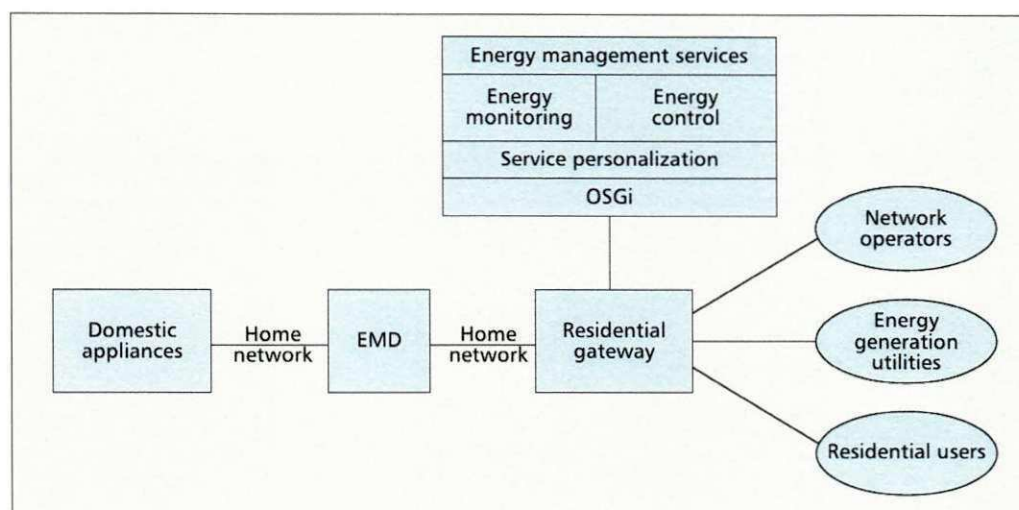 Energy management services
Energy
monitoring
Energy
control
Service personalization
OSGi
Network
operators
Domestic
appliances
Home
network
EMD
Home
network
Residential
gateway
Energy
generation
utilities
Residential users